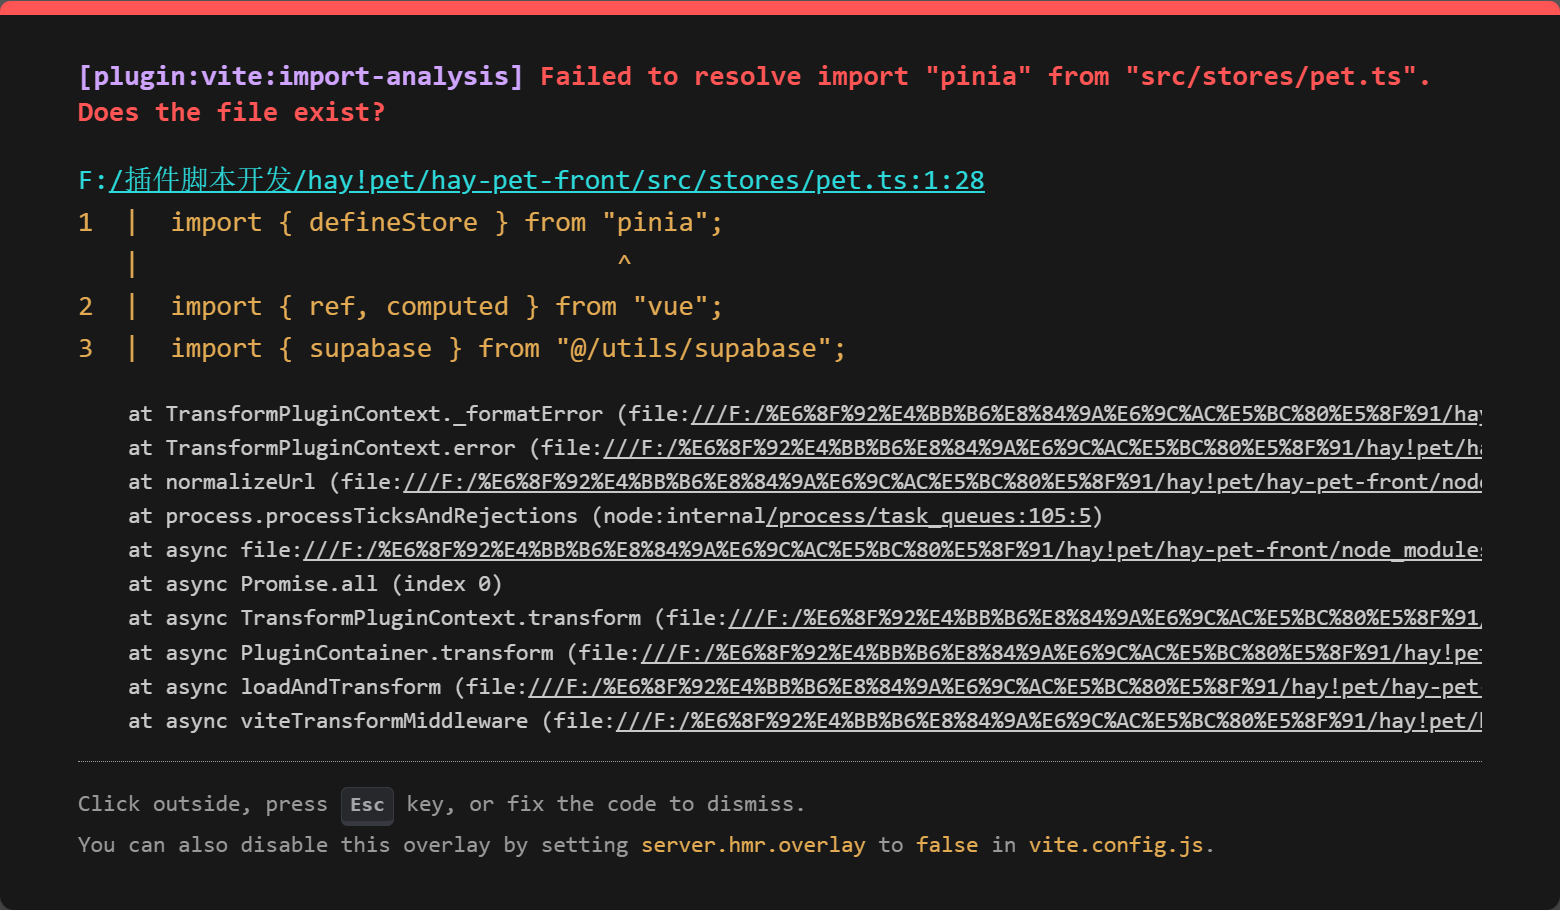 [plugin:vite:import-analysis] Failed to resolve import "pinia" from "src/stores/pet.ts".
Does the file exist?
F:/插件脚本开发/hay!pet/hay-pet-front/src/stores/pet.ts:1:28
1  |  import { defineStore } from "pinia";
   |                               ^
2  |  import { ref, computed } from "vue";
3  |  import { supabase } from "@/utils/supabase";
at TransformPluginContext._formatError (file:///F:/%E6%8F%92%E4%BB%B6%E8%84%9A%E6%9C%AC%E5%BC%80%E5%8F%91/hay
at TransformPluginContext.error (file:///F:/%E6%8F%92%E4%BB%B6%E8%84%9A%E6%9C%AC%E5%BC%80%E5%8F%91/hay!pet/ha
at normalizeUrl (file:///F:/%E6%8F%92%E4%BB%B6%E8%84%9A%E6%9C%AC%E5%BC%80%E5%8F%91/hay!pet/hay-pet-front/node
at process.processTicksAndRejections (node:internal/process/task_queues:105:5)
at async file:///F:/%E6%8F%92%E4%BB%B6%E8%84%9A%E6%9C%AC%E5%BC%80%E5%8F%91/hay!pet/hay-pet-front/node_modules
at async Promise.all (index 0)
at async TransformPluginContext.transform (file:///F:/%E6%8F%92%E4%BB%B6%E8%84%9A%E6%9C%AC%E5%BC%80%E5%8F%91/
at async PluginContainer.transform (file:///F:/%E6%8F%92%E4%BB%B6%E8%84%9A%E6%9C%AC%E5%BC%80%E5%8F%91/hay!pet
at async loadAndTransform (file:///F:/%E6%8F%92%E4%BB%B6%E8%84%9A%E6%9C%AC%E5%BC%80%E5%8F%91/hay!pet/hay-pet-
at async viteTransformMiddleware (file:///F:/%E6%8F%92%E4%BB%B6%E8%84%9A%E6%9C%AC%E5%BC%80%E5%8F%91/hay!pet/h
Click outside, press Esc key, or fix the code to dismiss.
You can also disable this overlay by setting server.hmr.overlay to false in vite.config.js.